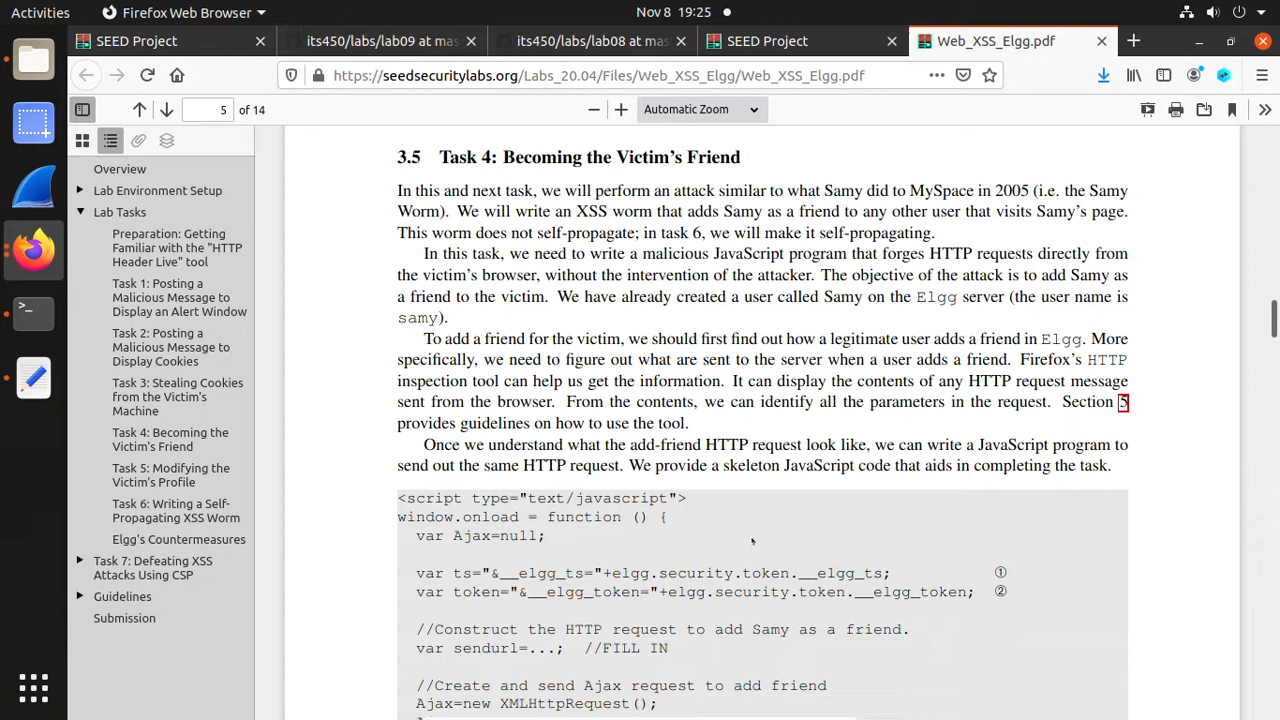 Activities
Firefox Web Browser
Nov 8 19:25
SEED Project
its450/labs/lab09 at mas
its450/labs/lab08 at mas
SEED Project
Web_XSS_Elgg.pdf
https://seedsecuritylabs.org/Labs_20.04/Files/Web_XSS_Elgg/Web_XSS_Elgg.pdf
5 of 14
Automatic Zoom
Overview
Lab Environment Setup
Lab Tasks
Preparation: Getting
Familiar with the "HTTP
Header Live" tool
Task 1: Posting a
Malicious Message to
Display an Alert Window
Task 2: Posting a
Malicious Message to
Display Cookies
Task 3: Stealing Cookies
from the Victim's
Machine
Task 4: Becoming the
Victim's Friend
Task 5: Modifying the
Victim's Profile
Task 6: Writing a Self-
Propagating XSS Worm
Elgg's Countermeasures
Task 7: Defeating XSS
Attacks Using CSP
Guidelines
Submission
3.5 Task 4: Becoming the Victim's Friend
In this and next task, we will perform an attack similar to what Samy did to MySpace in 2005 (i.e. the Samy
Worm). We will write an XSS worm that adds Samy as a friend to any other user that visits Samy's page.
This worm does not self-propagate; in task 6, we will make it self-propagating.
In this task, we need to write a malicious JavaScript program that forges HTTP requests directly from
the victim's browser, without the intervention of the attacker. The objective of the attack is to add Samy as
a friend to the victim. We have already created a user called Samy on the Elgg server (the user name is
samy).
To add a friend for the victim, we should first find out how a legitimate user adds a friend in Elgg. More
specifically, we need to figure out what are sent to the server when a user adds a friend. Firefox's HTTP
inspection tool can help us get the information. It can display the contents of any HTTP request message
sent from the browser. From the contents, we can identify all the parameters in the request. Section 5
provides guidelines on how to use the tool.
Once we understand what the add-friend HTTP request look like, we can write a JavaScript program to
send out the same HTTP request. We provide a skeleton JavaScript code that aids in completing the task.
<script type="text/javascript">
window.onload = function () {
var Ajax=null;
var ts="&__elgg_ts="+elgg.security.token.__elgg_ts; ①
var token="&__elgg_token="+elgg.security.token.__elgg_token; ②
//Construct the HTTP request to add Samy as a friend.
var sendurl=...; //FILL IN
//Create and send Ajax request to add friend
Ajax=new XMLHttpRequest();